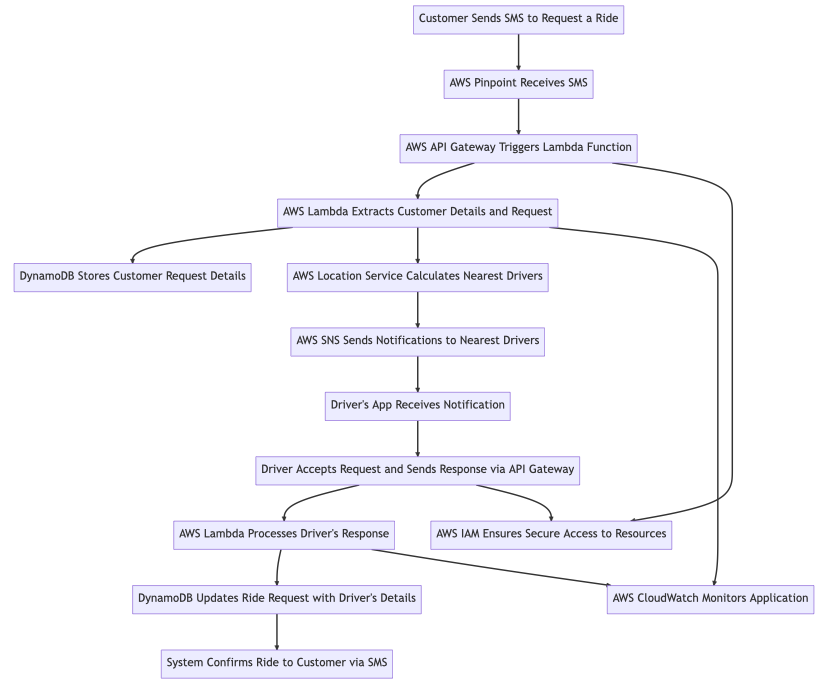 Customer Sends SMS to Request a Ride
AWS Pinpoint Receives SMS
AWS API Gateway Triggers Lambda Function
AWS Lambda Extracts Customer Details and Request
DynamoDB Stores Customer Request Details
AWS Location Service Calculates Nearest Drivers
AWS SNS Sends Notifications to Nearest Drivers
Driver's App Receives Notification
Driver Accepts Request and Sends Response via API Gateway
AWS Lambda Processes Driver's Response
AWS IAM Ensures Secure Access to Resources
DynamoDB Updates Ride Request with Driver's Details
AWS CloudWatch Monitors Application
System Confirms Ride to Customer via SMS